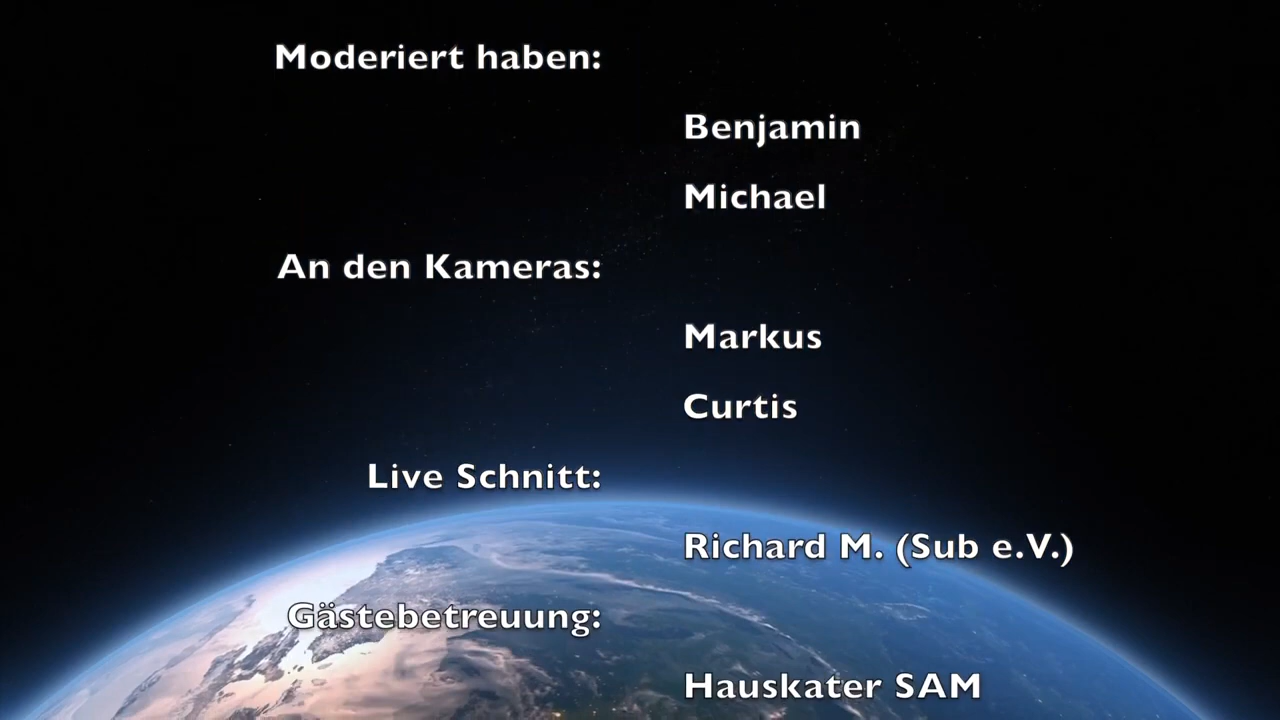 Moderiert haben:
Benjamin
Michael
An den Kameras:
Markus
Curtis
Live Schnitt:
Richard M. (Sub e.V.)
Gästebetreuung:
Hauskater SAM